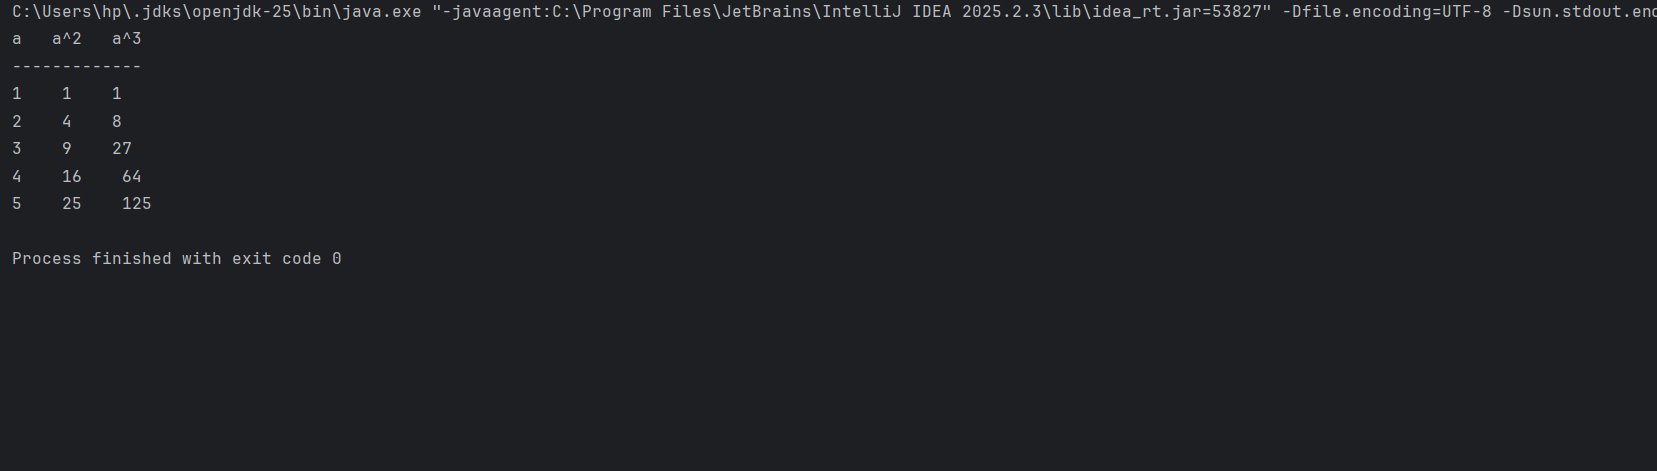 C:\Users\hp\.jdks\openjdk-25\bin\java.exe "-javaagent:C:\Program Files\JetBrains\IntelliJ IDEA 2025.2.3\lib\idea_rt.jar=53827" -Dfile.encoding=UTF-8 -Dsun.stdout.enc
a   a^2   a^3
-------------
1    1    1
2    4    8
3    9    27
4    16    64
5    25    125
Process finished with exit code 0